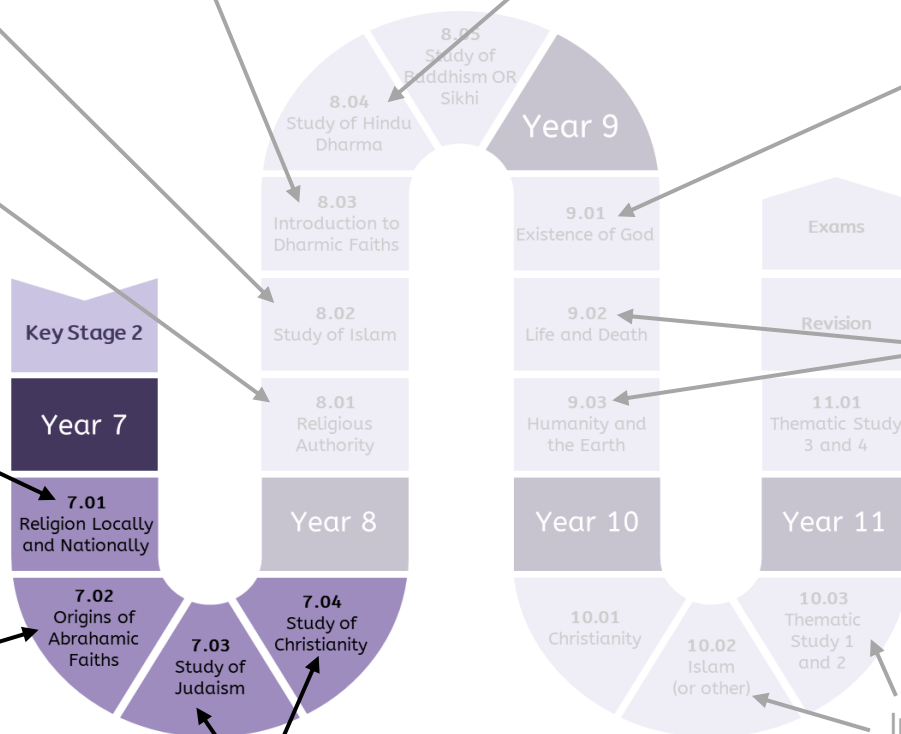 Key Stage 2
Year 7
7.01
Religion Locally
and Nationally
7.02
Origins of
Abrahamic
Faiths
7.03
Study of
Judaism
7.04
Study of
Christianity
Year 8
8.01
Religious
Authority
8.02
Study of Islam
8.03
Introduction to
Dharmic Faiths
8.04
Study of Hindu
Dharma
8.05
Study of
Buddhism OR
Sikhi
Year 9
9.01
Existence of God
9.02
Life and Death
9.03
Humanity and
the Earth
Year 10
10.01
Christianity
10.02
Islam
(or other)
10.03
Thematic
Study 1
and 2
Year 11
11.01
Thematic Study
3 and 4
Revision
Exams